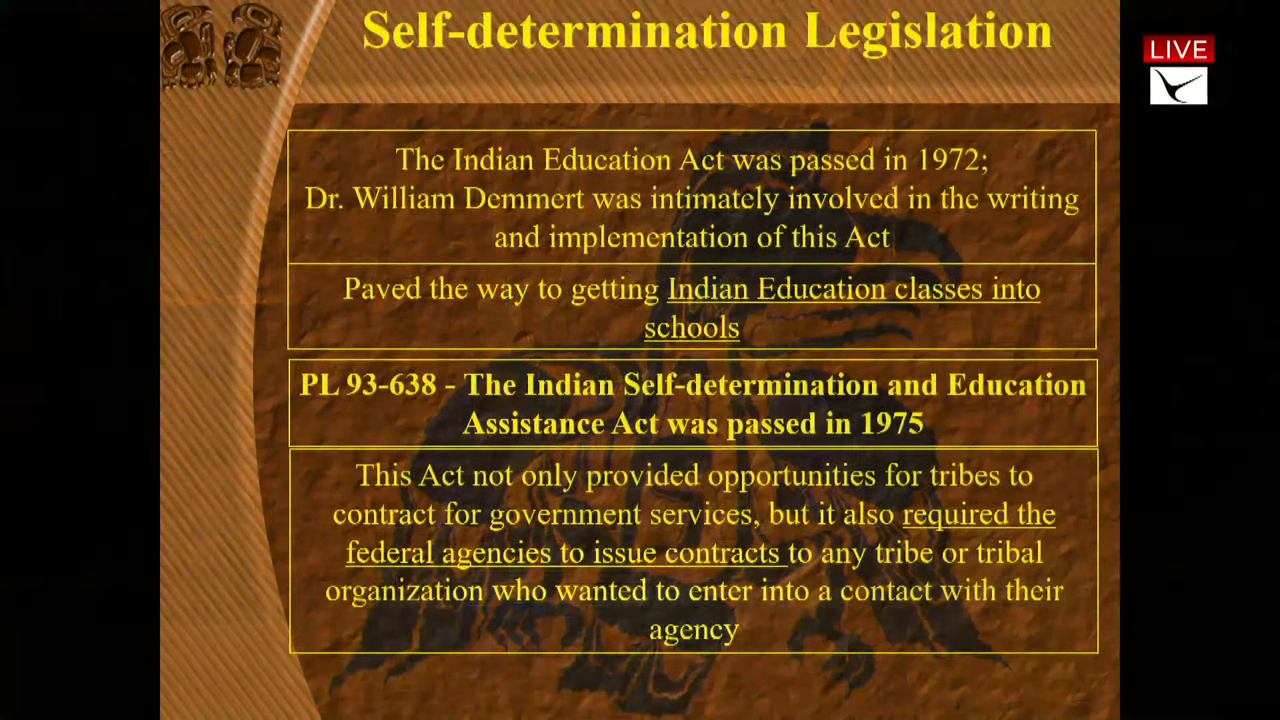 Self-determination Legislation
LIVE
The Indian Education Act was passed in 1972;
Dr. William Demmert was intimately involved in the writing
and implementation of this Act
Paved the way to getting Indian Education classes into
schools
PL 93-638 - The Indian Self-determination and Education
Assistance Act was passed in 1975
This Act not only provided opportunities for tribes to
contract for government services, but it also required the
federal agencies to issue contracts to any tribe or tribal
organization who wanted to enter into a contact with their
agency